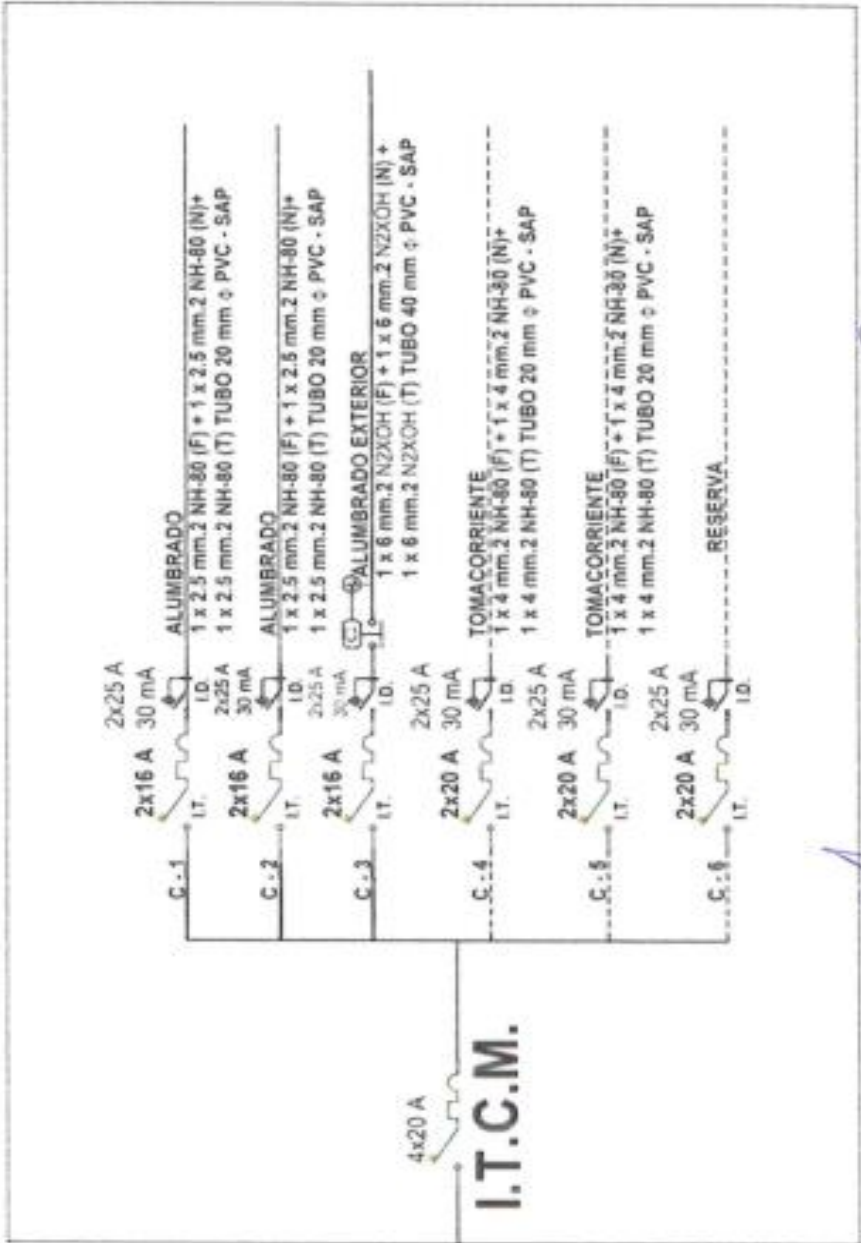 4x20 A
I.T.C.M.
C - 1
2x16 A
I.T.
2x25 A
30 mA
I.D.
ALUMBRADO
1 x 2.5 mm.2 NH-80 (F) + 1 x 2.5 mm.2 NH-80 (N)+
1 x 2.5 mm.2 NH-80 (T) TUBO 20 mm ϕ PVC - SAP
C - 2
2x16 A
I.T.
2x25 A
30 mA
I.D.
ALUMBRADO
1 x 2.5 mm.2 NH-80 (F) + 1 x 2.5 mm.2 NH-80 (N)+
1 x 2.5 mm.2 NH-80 (T) TUBO 20 mm ϕ PVC - SAP
C - 3
2x16 A
I.T.
2x25 A
30 mA
I.D.
C
ALUMBRADO EXTERIOR
1 x 6 mm.2 N2XOH (F) + 1 x 6 mm.2 N2XOH (N) +
1 x 6 mm.2 N2XOH (T) TUBO 40 mm ϕ PVC - SAP
C - 4
2x20 A
I.T.
2x25 A
30 mA
I.D.
TOMACORRIENTE
1 x 4 mm.2 NH-80 (F) + 1 x 4 mm.2 NH-80 (N)+
1 x 4 mm.2 NH-80 (T) TUBO 20 mm ϕ PVC - SAP
C - 5
2x20 A
I.T.
2x25 A
30 mA
I.D.
TOMACORRIENTE
1 x 4 mm.2 NH-80 (F) + 1 x 4 mm.2 NH-80 (N)+
1 x 4 mm.2 NH-80 (T) TUBO 20 mm ϕ PVC - SAP
C - 6
2x20 A
I.T.
2x25 A
30 mA
I.D.
RESERVA